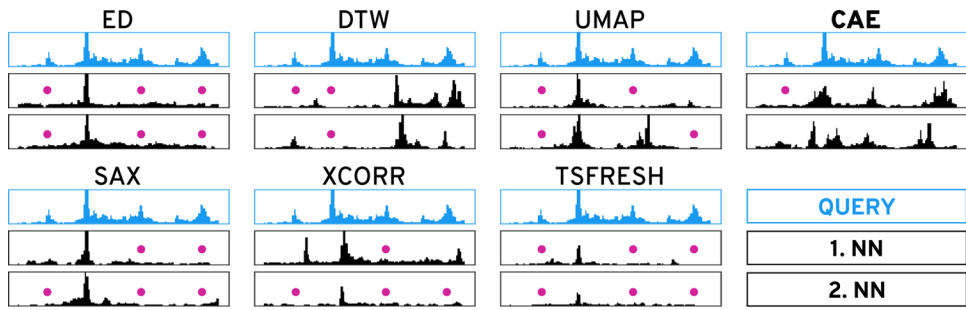 ED
DTW
UMAP
CAE
SAX
XCORR
TSFRESH
QUERY
1. NN
2. NN